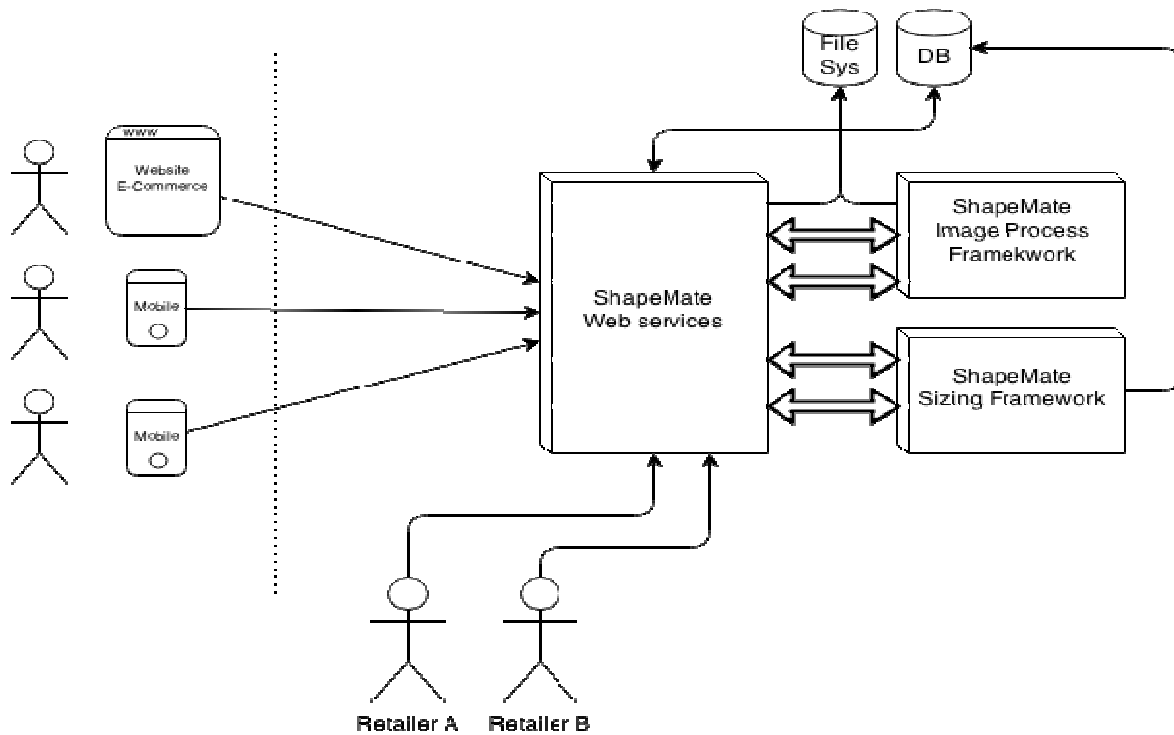 File
Sys
DB
www
Website
E-Commerce
Mobile
Mobile
ShapeMate
Web services
ShapeMate
Image Process
Framekwork
ShapeMate
Sizing Framework
Retailer A
Retailer B